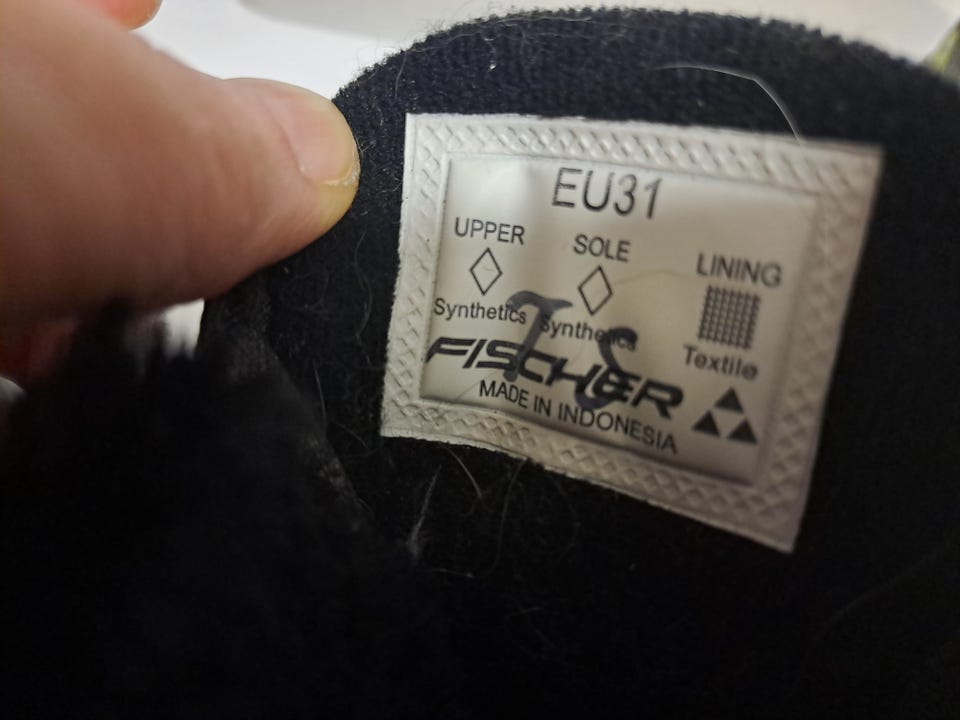 EU31
UPPER
SOLE
LINING
Synthetics
Synthetics
Textile
FISCHER
MADE IN INDONESIA